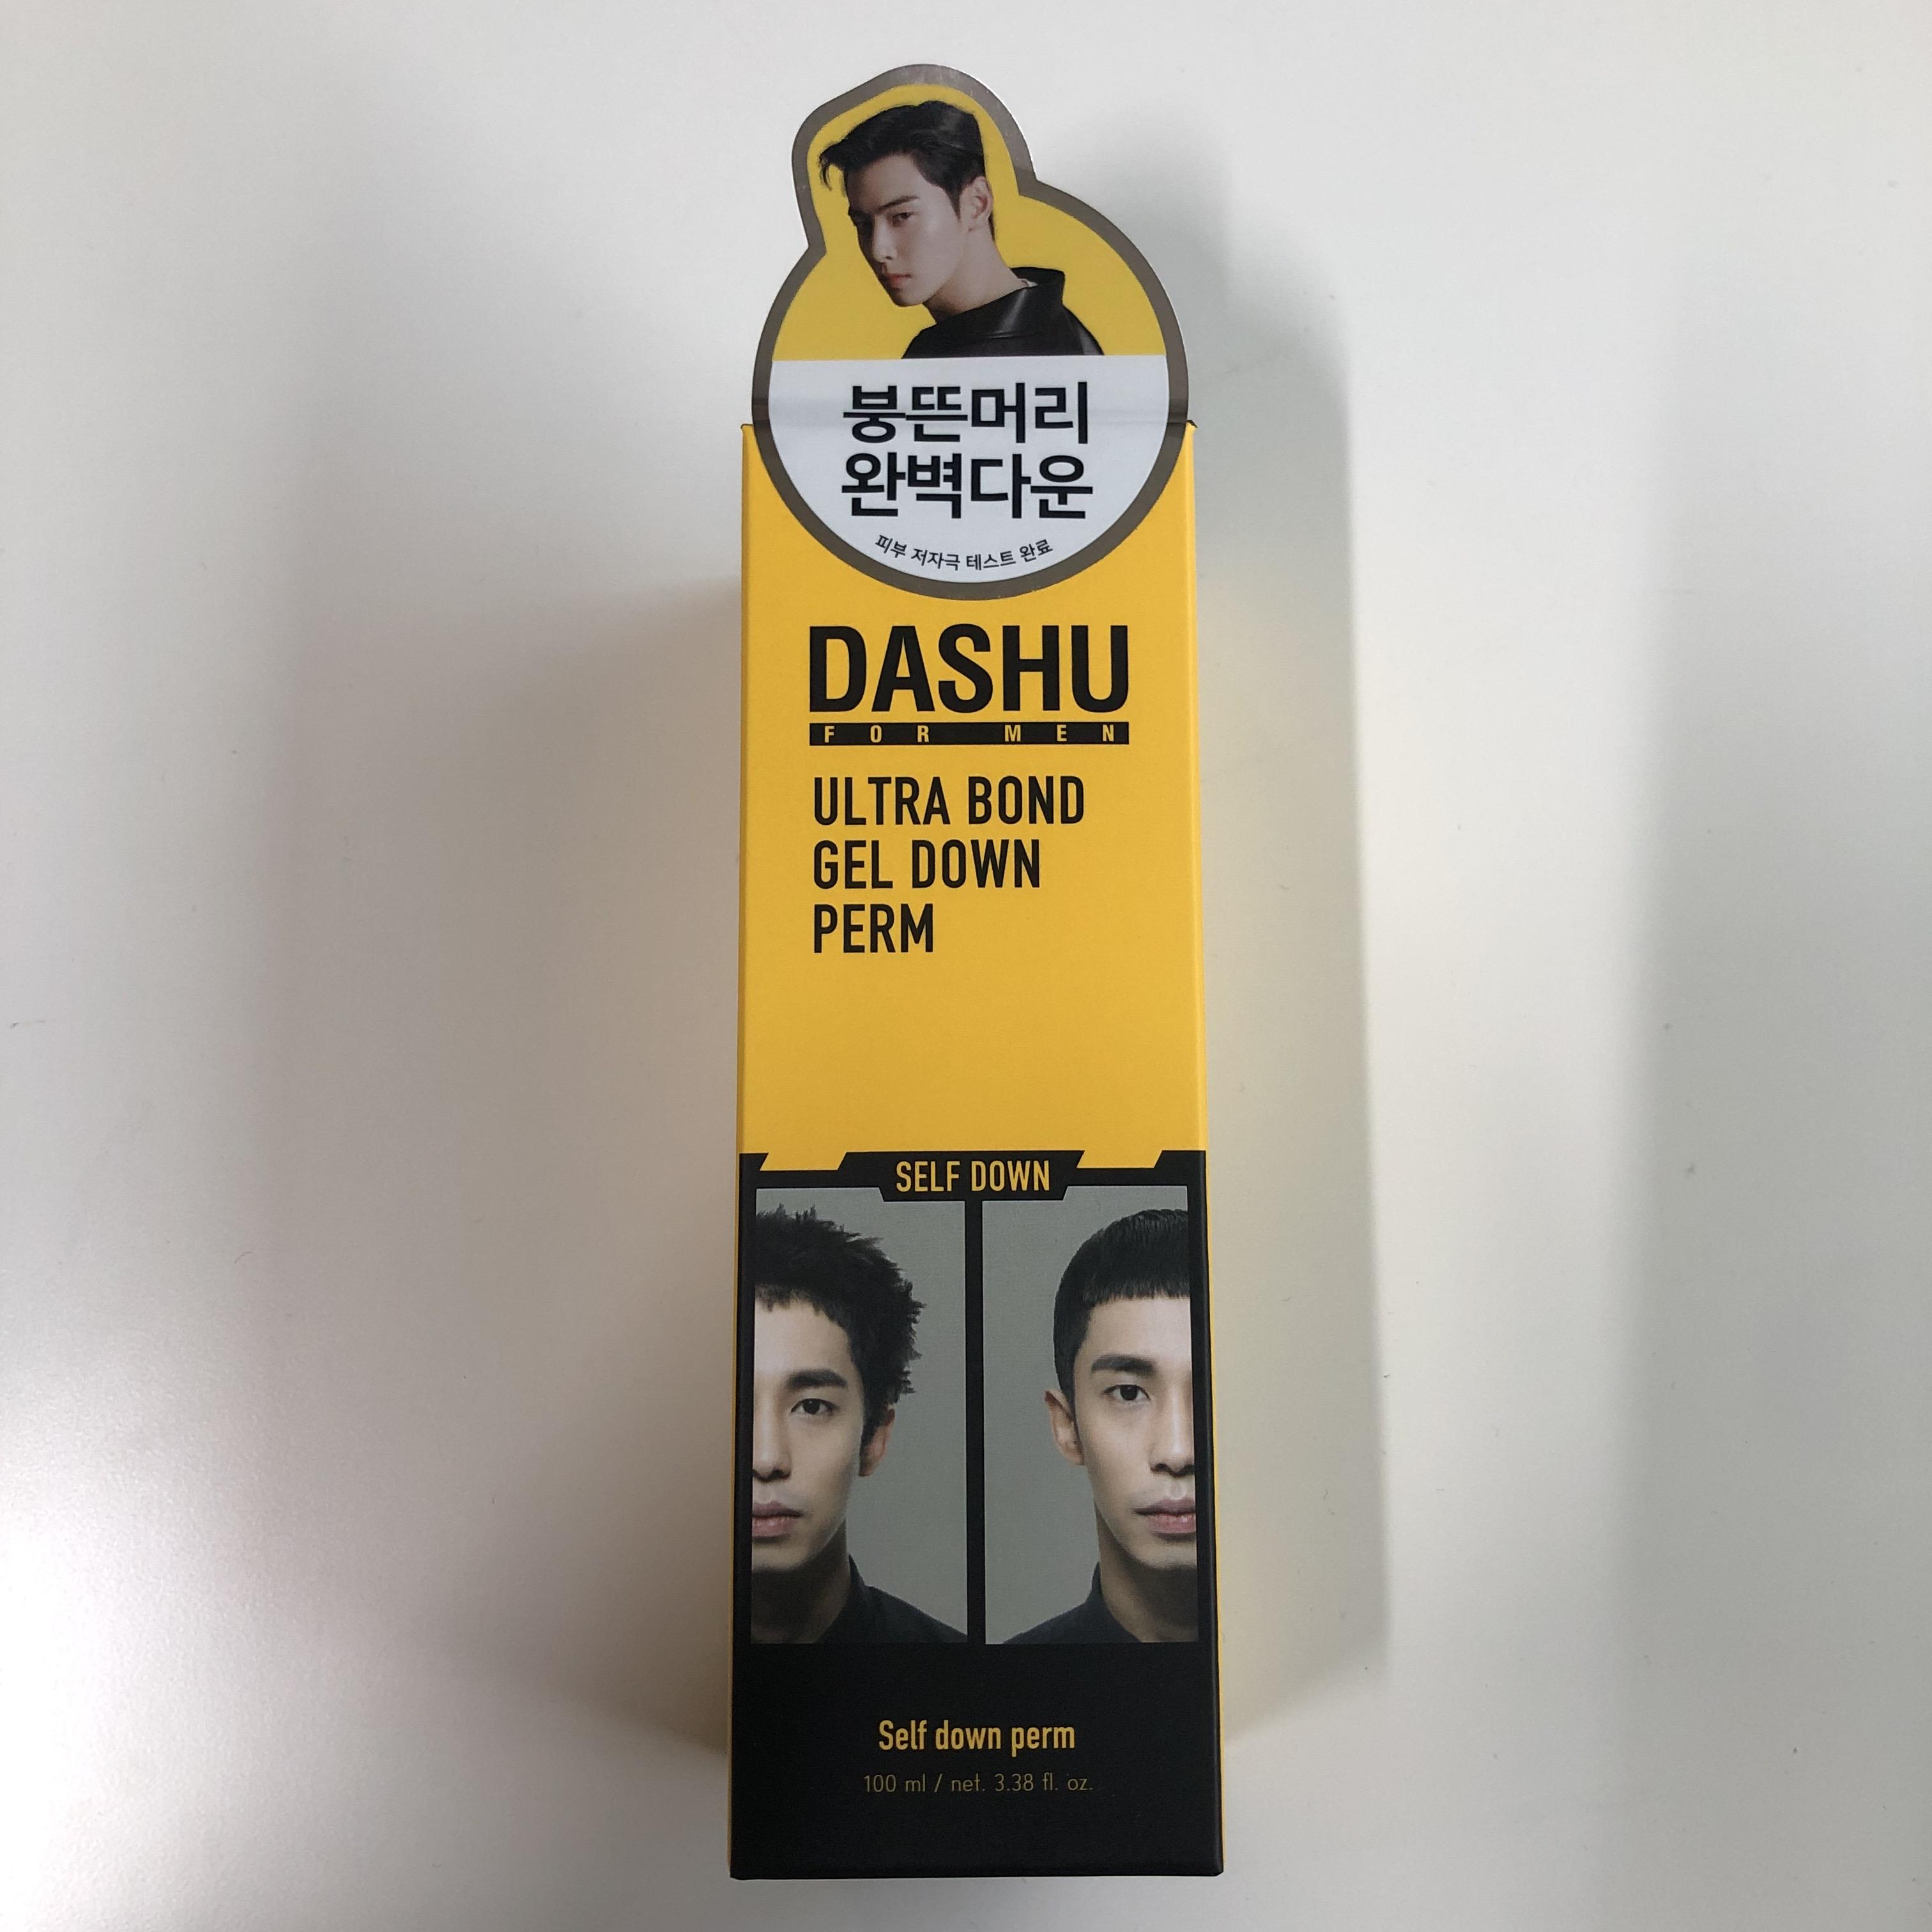 붕뜬머리
완벽다운
피부 저자극 테스트 완료
DASHU
FOR MEN
ULTRA BOND
GEL DOWN
PERM
SELF DOWN
Self down perm
100 ml / net. 3.38 fl. oz.